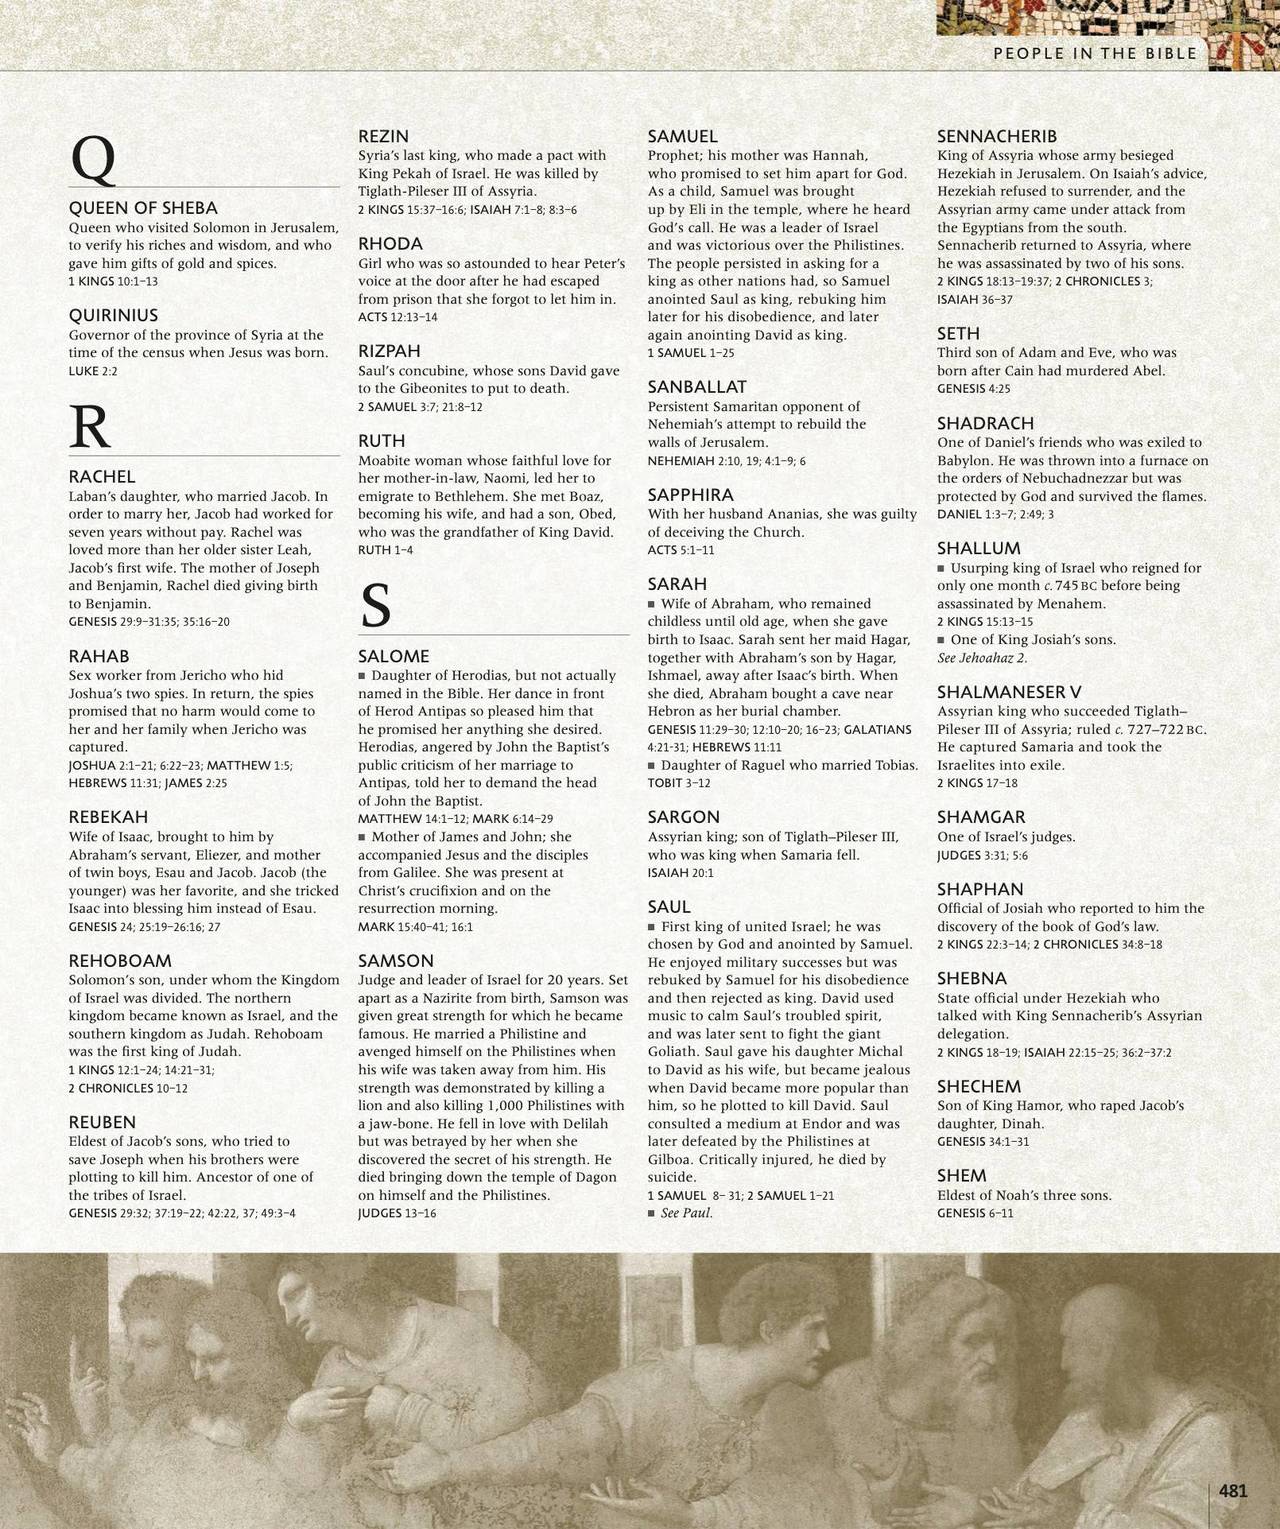 PEOPLE IN THE BIBLE
Q
QUEEN OF SHEBA
Queen who visited Solomon in Jerusalem,
to verify his riches and wisdom, and who
gave him gifts of gold and spices.
1 KINGS 10:1–13
QUIRINIUS
Governor of the province of Syria at the
time of the census when Jesus was born.
LUKE 2:2
R
RACHEL
Laban's daughter, who married Jacob. In
order to marry her, Jacob had worked for
seven years without pay. Rachel was
loved more than her older sister Leah,
Jacob's first wife. The mother of Joseph
and Benjamin, Rachel died giving birth
to Benjamin.
GENESIS 29:9–31:35; 35:16–20
RAHAB
Sex worker from Jericho who hid
Joshua's two spies. In return, the spies
promised that no harm would come to
her and her family when Jericho was
captured.
JOSHUA 2:1–21; 6:22–23; MATTHEW 1:5;
HEBREWS 11:31; JAMES 2:25
REBEKAH
Wife of Isaac, brought to him by
Abraham's servant, Eliezer, and mother
of twin boys, Esau and Jacob. Jacob (the
younger) was her favorite, and she tricked
Isaac into blessing him instead of Esau.
GENESIS 24; 25:19–26:16; 27
REHOBOAM
Solomon's son, under whom the Kingdom
of Israel was divided. The northern
kingdom became known as Israel, and the
southern kingdom as Judah. Rehoboam
was the first king of Judah.
1 KINGS 12:1–24; 14:21–31;
2 CHRONICLES 10–12
REUBEN
Eldest of Jacob's sons, who tried to
save Joseph when his brothers were
plotting to kill him. Ancestor of one of
the tribes of Israel.
GENESIS 29:32; 37:19–22; 42:22, 37; 49:3–4
REZIN
Syria's last king, who made a pact with
King Pekah of Israel. He was killed by
Tiglath-Pileser III of Assyria.
2 KINGS 15:37–16:6; ISAIAH 7:1–8; 8:3–6
RHODA
Girl who was so astounded to hear Peter's
voice at the door after he had escaped
from prison that she forgot to let him in.
ACTS 12:13–14
RIZPAH
Saul's concubine, whose sons David gave
to the Gibeonites to put to death.
2 SAMUEL 3:7; 21:8–12
RUTH
Moabite woman whose faithful love for
her mother-in-law, Naomi, led her to
emigrate to Bethlehem. She met Boaz,
becoming his wife, and had a son, Obed,
who was the grandfather of King David.
RUTH 1–4
S
SALOME
■ Daughter of Herodias, but not actually
named in the Bible. Her dance in front
of Herod Antipas so pleased him that
he promised her anything she desired.
Herodias, angered by John the Baptist's
public criticism of her marriage to
Antipas, told her to demand the head
of John the Baptist.
MATTHEW 14:1–12; MARK 6:14–29
■ Mother of James and John; she
accompanied Jesus and the disciples
from Galilee. She was present at
Christ's crucifixion and on the
resurrection morning.
MARK 15:40–41; 16:1
SAMSON
Judge and leader of Israel for 20 years. Set
apart as a Nazirite from birth, Samson was
given great strength for which he became
famous. He married a Philistine and
avenged himself on the Philistines when
his wife was taken away from him. His
strength was demonstrated by killing a
lion and also killing 1,000 Philistines with
a jaw-bone. He fell in love with Delilah
but was betrayed by her when she
discovered the secret of his strength. He
died bringing down the temple of Dagon
on himself and the Philistines.
JUDGES 13–16
SAMUEL
Prophet; his mother was Hannah,
who promised to set him apart for God.
As a child, Samuel was brought
up by Eli in the temple, where he heard
God's call. He was a leader of Israel
and was victorious over the Philistines.
The people persisted in asking for a
king as other nations had, so Samuel
anointed Saul as king, rebuking him
later for his disobedience, and later
again anointing David as king.
1 SAMUEL 1–25
SANBALLAT
Persistent Samaritan opponent of
Nehemiah's attempt to rebuild the
walls of Jerusalem.
NEHEMIAH 2:10, 19; 4:1–9; 6
SAPPHIRA
With her husband Ananias, she was guilty
of deceiving the Church.
ACTS 5:1–11
SARAH
■ Wife of Abraham, who remained
childless until old age, when she gave
birth to Isaac. Sarah sent her maid Hagar,
together with Abraham's son by Hagar,
Ishmael, away after Isaac's birth. When
she died, Abraham bought a cave near
Hebron as her burial chamber.
GENESIS 11:29–30; 12:10–20; 16–23; GALATIANS
4:21-31; HEBREWS 11:11
■ Daughter of Raguel who married Tobias.
TOBIT 3–12
SARGON
Assyrian king; son of Tiglath–Pileser III,
who was king when Samaria fell.
ISAIAH 20:1
SAUL
■ First king of united Israel; he was
chosen by God and anointed by Samuel.
He enjoyed military successes but was
rebuked by Samuel for his disobedience
and then rejected as king. David used
music to calm Saul's troubled spirit,
and was later sent to fight the giant
Goliath. Saul gave his daughter Michal
to David as his wife, but became jealous
when David became more popular than
him, so he plotted to kill David. Saul
consulted a medium at Endor and was
later defeated by the Philistines at
Gilboa. Critically injured, he died by
suicide.
1 SAMUEL 8– 31; 2 SAMUEL 1–21
■ See Paul.
SENNACHERIB
King of Assyria whose army besieged
Hezekiah in Jerusalem. On Isaiah's advice,
Hezekiah refused to surrender, and the
Assyrian army came under attack from
the Egyptians from the south.
Sennacherib returned to Assyria, where
he was assassinated by two of his sons.
2 KINGS 18:13–19:37; 2 CHRONICLES 3;
ISAIAH 36–37
SETH
Third son of Adam and Eve, who was
born after Cain had murdered Abel.
GENESIS 4:25
SHADRACH
One of Daniel's friends who was exiled to
Babylon. He was thrown into a furnace on
the orders of Nebuchadnezzar but was
protected by God and survived the flames.
DANIEL 1:3–7; 2:49; 3
SHALLUM
■ Usurping king of Israel who reigned for
only one month c. 745 BC before being
assassinated by Menahem.
2 KINGS 15:13–15
■ One of King Josiah's sons.
See Jehoahaz 2.
SHALMANESER V
Assyrian king who succeeded Tiglath–
Pileser III of Assyria; ruled c. 727–722 BC.
He captured Samaria and took the
Israelites into exile.
2 KINGS 17–18
SHAMGAR
One of Israel's judges.
JUDGES 3:31; 5:6
SHAPHAN
Official of Josiah who reported to him the
discovery of the book of God's law.
2 KINGS 22:3–14; 2 CHRONICLES 34:8–18
SHEBNA
State official under Hezekiah who
talked with King Sennacherib's Assyrian
delegation.
2 KINGS 18–19; ISAIAH 22:15–25; 36:2–37:2
SHECHEM
Son of King Hamor, who raped Jacob's
daughter, Dinah.
GENESIS 34:1–31
SHEM
Eldest of Noah's three sons.
GENESIS 6–11
481